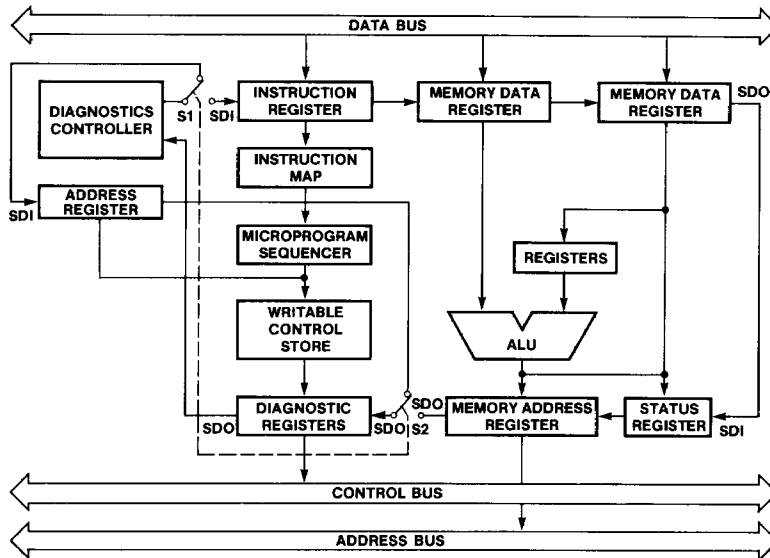 DATA BUS
DIAGNOSTICS
CONTROLLER
S1
SDI
INSTRUCTION
REGISTER
MEMORY DATA
REGISTER
MEMORY DATA
REGISTER
SDO
INSTRUCTION
MAP
SDI
ADDRESS
REGISTER
MICROPROGRAM
SEQUENCER
REGISTERS
WRITABLE
CONTROL
STORE
ALU
SDO
DIAGNOSTIC
REGISTERS
SDO
S2
SDO
MEMORY ADDRESS
REGISTER
STATUS
REGISTER
SDI
CONTROL BUS
ADDRESS BUS